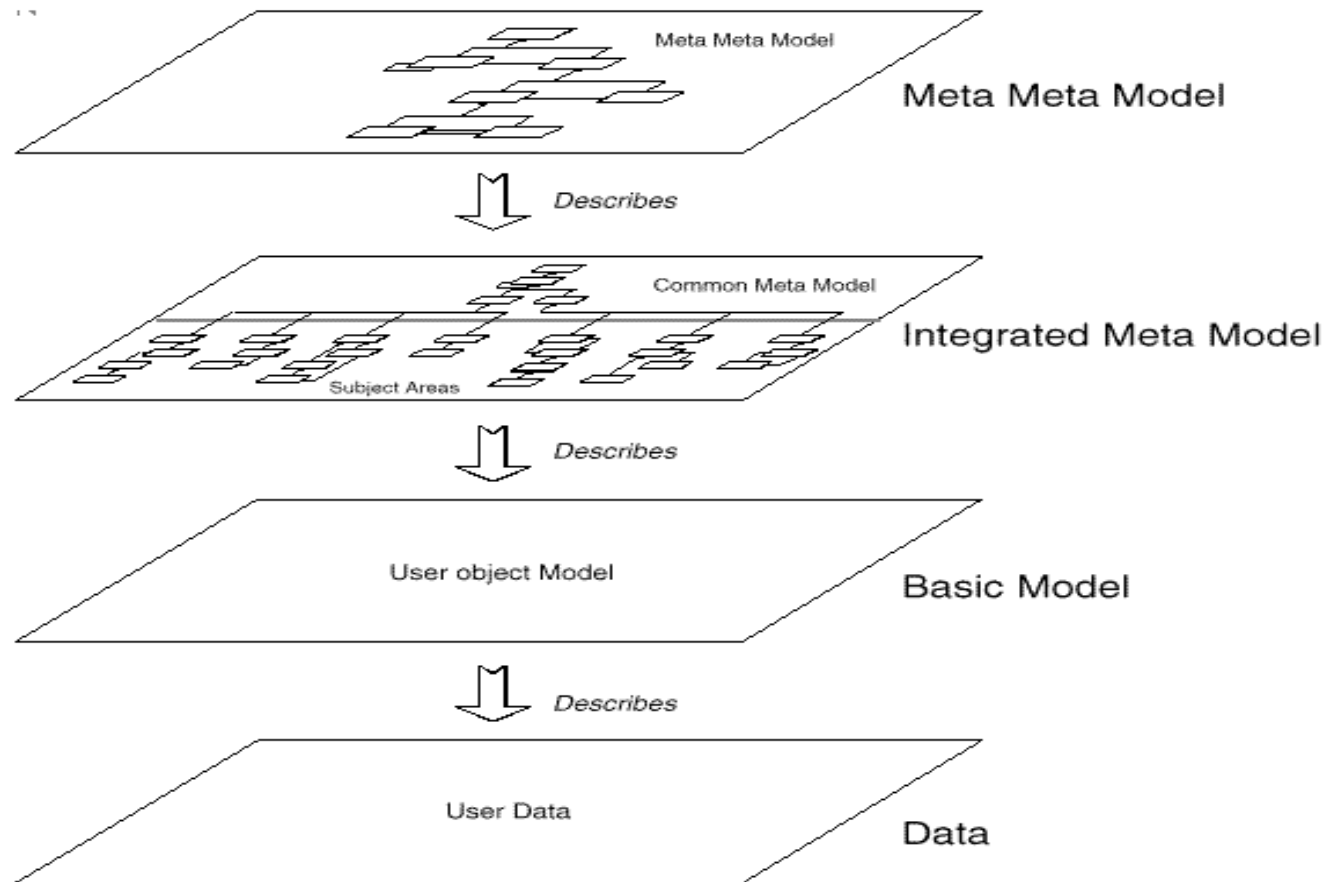 Meta Meta Model
Meta Meta Model
Describes
Common Meta Model
Integrated Meta Model
Subject Areas
Describes
User object Model
Basic Model
Describes
User Data
Data